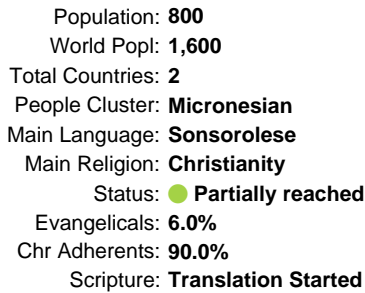 Population: 800
World Popl: 1,600
Total Countries: 2
People Cluster: Micronesian
Main Language: Sonsorolese
Main Religion: Christianity
Status: Partially reached
Evangelicals: 6.0%
Chr Adherents: 90.0%
Scripture: Translation Started